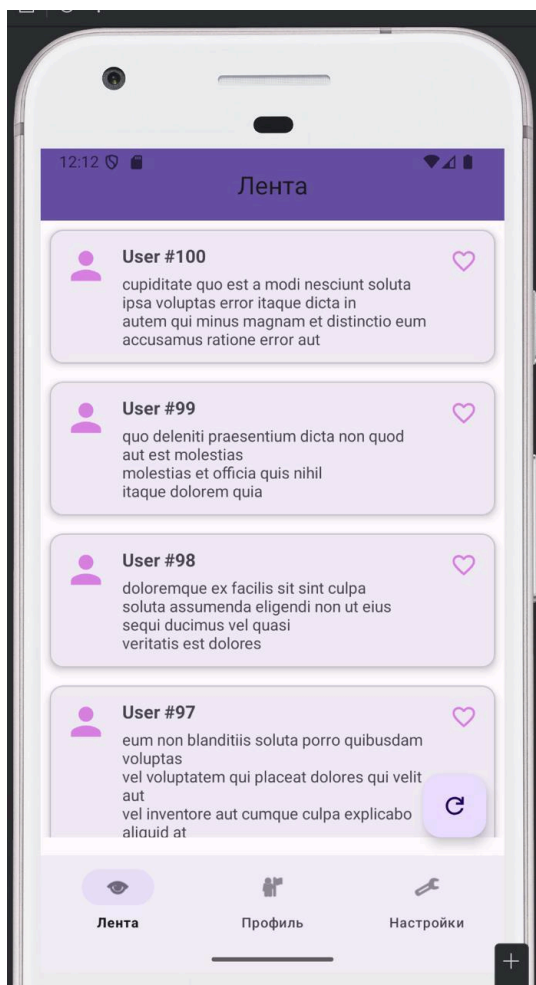 12:12
Лента
User #100
cupiditate quo est a modi nesciunt soluta
ipsa voluptas error itaque dicta in
autem qui minus magnam et distinctio eum
accusamus ratione error aut
User #99
quo deleniti praesentium dicta non quod
aut est molestias
molestias et officia quis nihil
itaque dolorem quia
User #98
doloremque ex facilis sit sint culpa
soluta assumenda eligendi non ut eius
sequi ducimus vel quasi
veritatis est dolores
User #97
eum non blanditiis soluta porro quibusdam
voluptas
vel voluptatem qui placeat dolores qui velit
aut
vel inventore aut cumque culpa explicabo
aliquid at
Лента
Профиль
Настройки